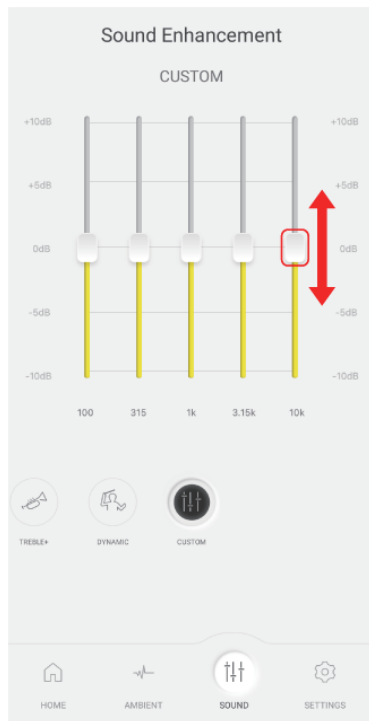 Sound Enhancement
CUSTOM
+10dB +10dB
+5dB +5dB
0dB 0dB
-5dB -5dB
-10dB -10dB
100 315 1k 3.15k 10k
TREBLE+ DYNAMIC CUSTOM
HOME AMBIENT SOUND SETTINGS